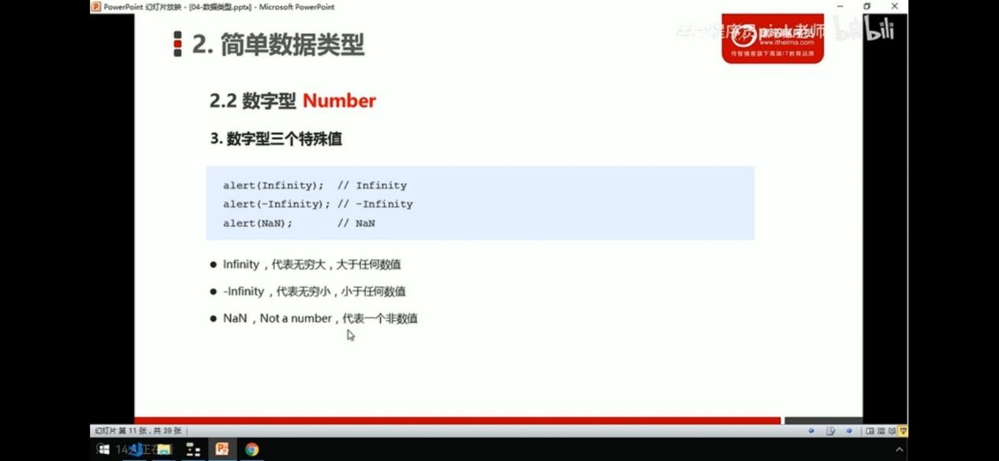 PowerPoint 幻灯片放映 - [04-数据类型.pptx] - Microsoft PowerPoint
2. 简单数据类型
pink老师
bilibili
www.itheima.com
传智播客旗下高端IT教育品牌
2.2 数字型 Number
3. 数字型三个特殊值
alert(Infinity); // Infinity
alert(-Infinity); // -Infinity
alert(NaN); // NaN
● Infinity，代表无穷大，大于任何数值
● -Infinity，代表无穷小，小于任何数值
● NaN，Not a number，代表一个非数值
幻灯片 第 11 张，共 39 张